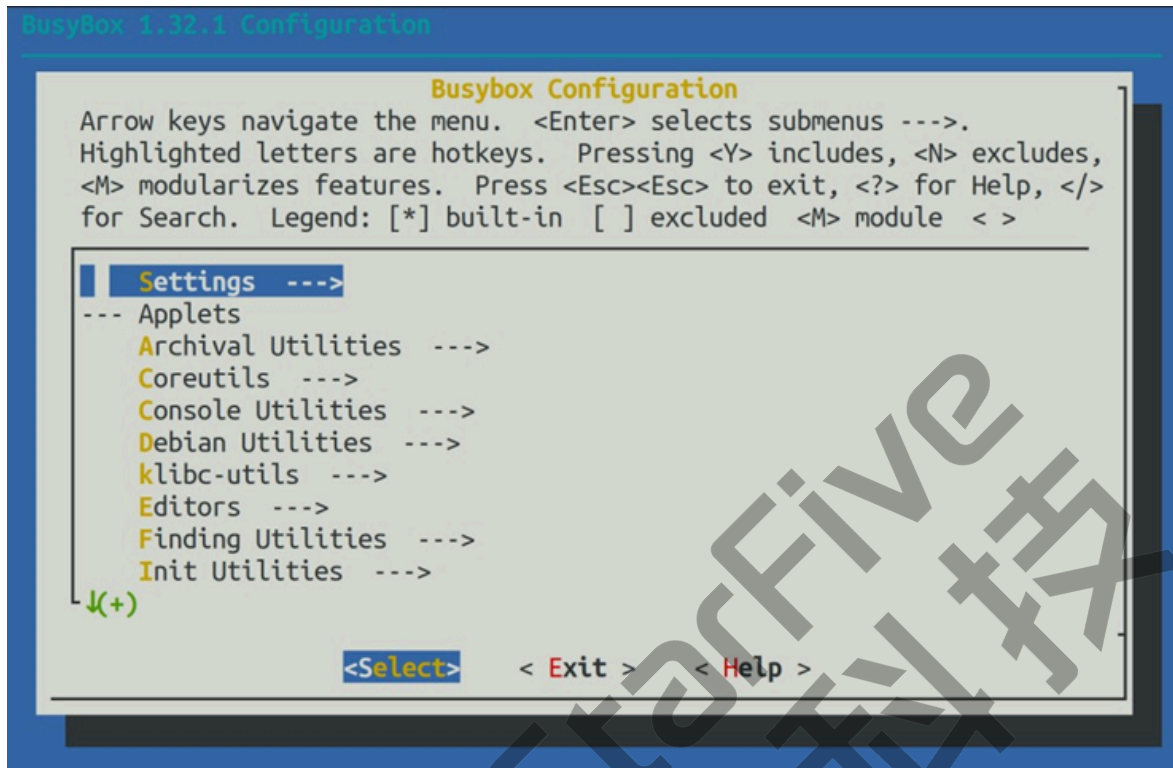 BusyBox 1.32.1 Configuration
Busybox Configuration
Arrow keys navigate the menu.  <Enter> selects submenus --->.
Highlighted letters are hotkeys.  Pressing <Y> includes, <N> excludes,
<M> modularizes features.  Press <Esc><Esc> to exit, <?> for Help, </>
for Search.  Legend: [*] built-in  [ ] excluded  <M> module  < >
Settings  --->
--- Applets
Archival Utilities  --->
Coreutils  --->
Console Utilities  --->
Debian Utilities  --->
klibc-utils  --->
Editors  --->
Finding Utilities  --->
Init Utilities  --->
↓(+)
<Select>    < Exit >    < Help >
StarFive
科技